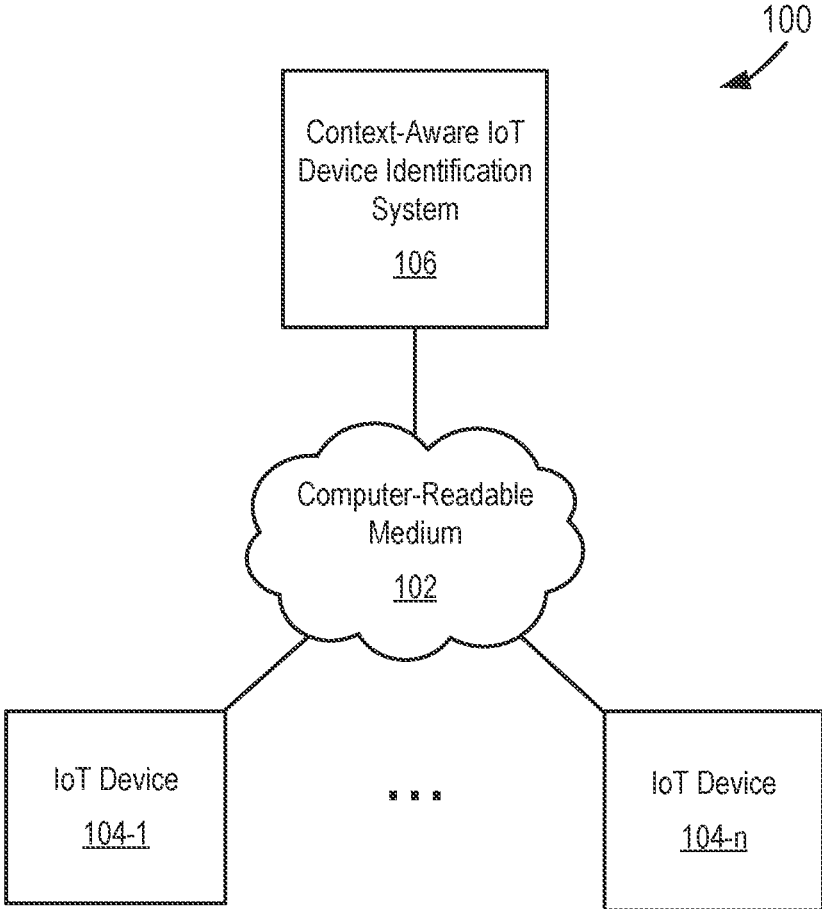 100
Context-Aware IoT
Device Identification
System
106
Computer-Readable
Medium
102
IoT Device
104-1
...
IoT Device
104-n